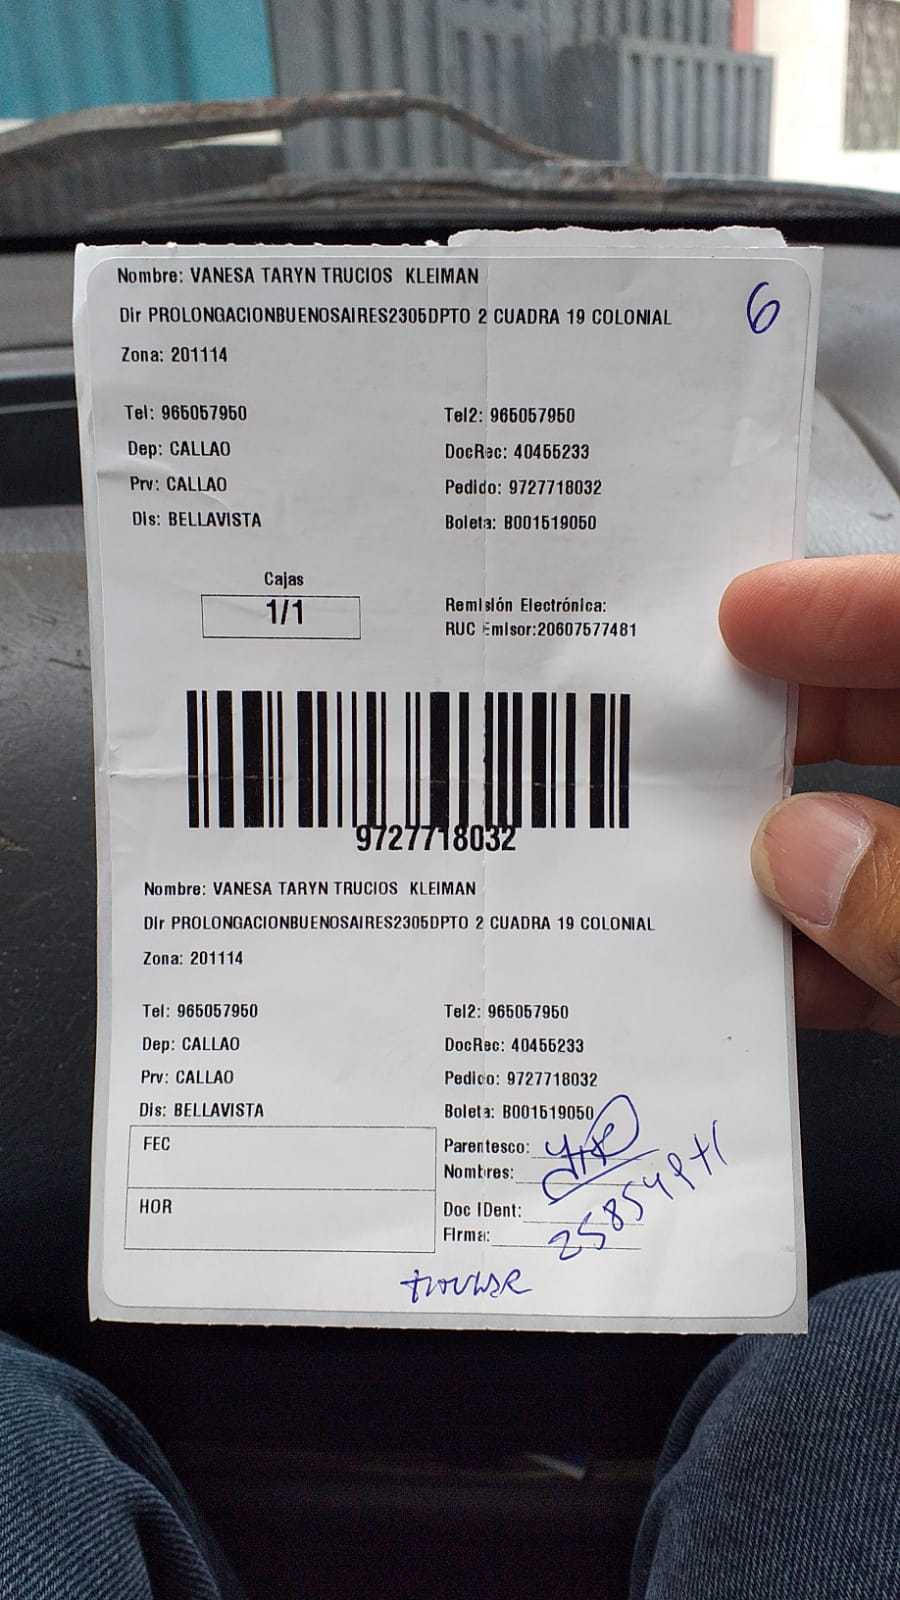 Nombre: VANESA TARYN TRUCIOS KLEIMAN
6
Dir PROLONGACIONBUENOSAIRES2305DPTO 2 CUADRA 19 COLONIAL
Zona: 201114
Tel: 965057950 Tel2: 965057950
Dep: CALLAO DocRec: 40455233
Prv: CALLAO Pedido: 9727718032
Dis: BELLAVISTA Boleta: B001519050
Cajas
1/1
Remisión Electrónica:
RUC Emisor:20607577481
9727718032
Nombre: VANESA TARYN TRUCIOS KLEIMAN
Dir PROLONGACIONBUENOSAIRES2305DPTO 2 CUADRA 19 COLONIAL
Zona: 201114
Tel: 965057950 Tel2: 965057950
Dep: CALLAO DocRec: 40455233
Prv: CALLAO Pedido: 9727718032
Dis: BELLAVISTA Boleta: B001519050
FEC Parentesco:
Nombres:
HOR Doc IDent:
Firma: